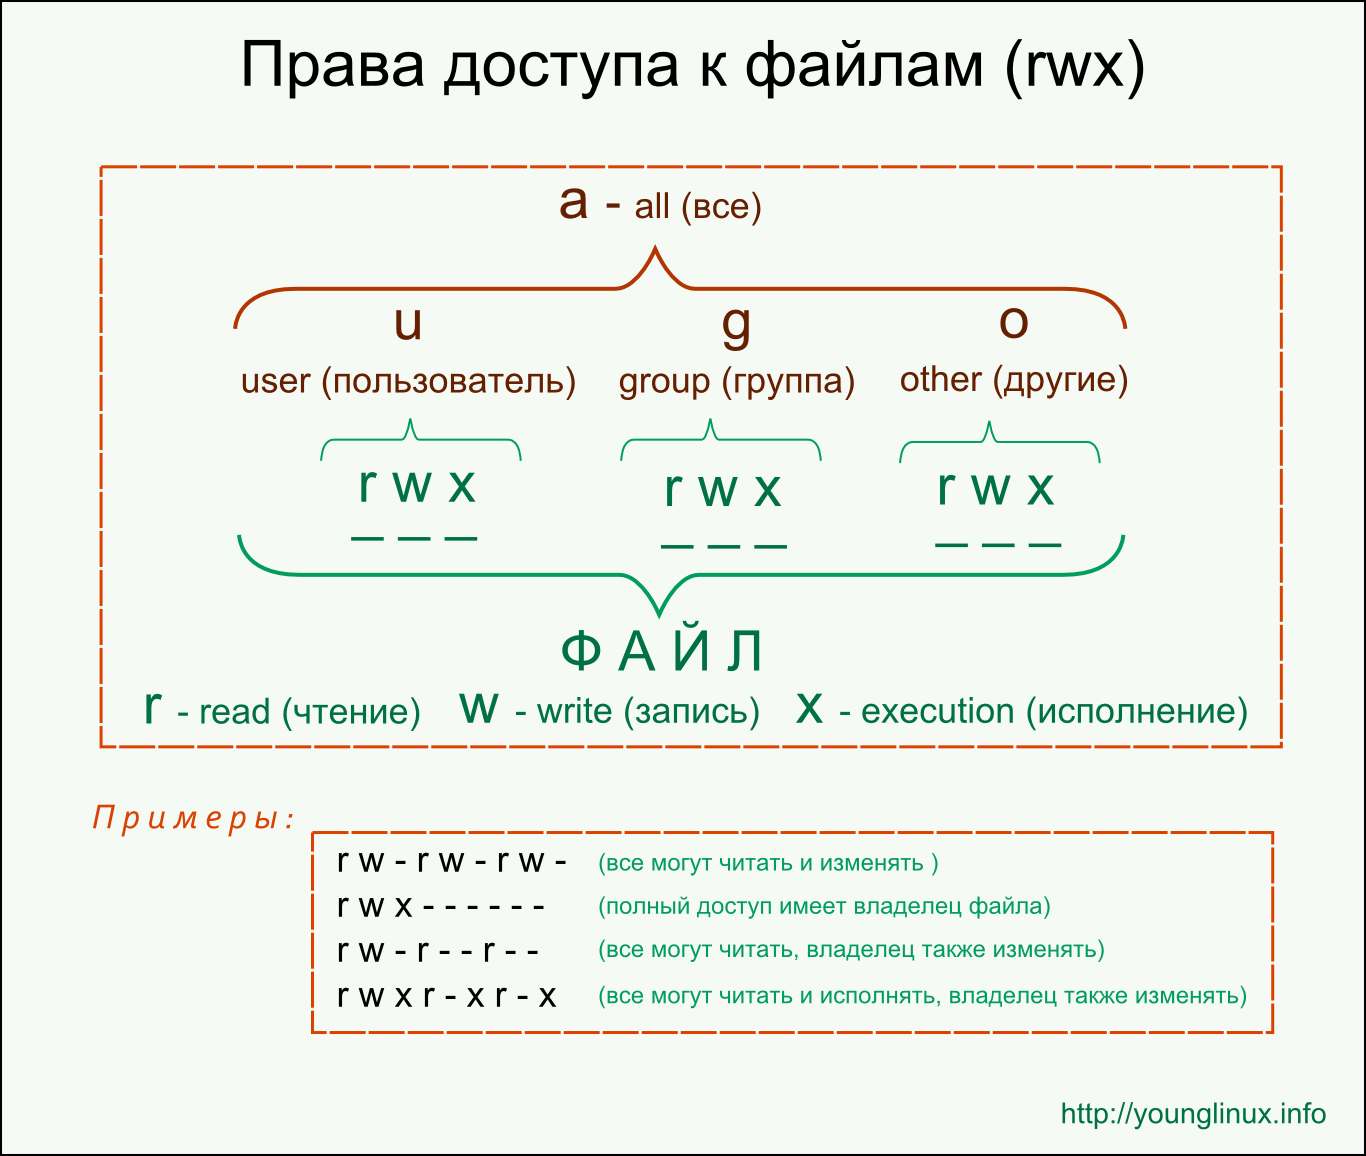 Права доступа к файлам (rwx)
a - all (все)
u g o
user (пользователь) group (группа) other (другие)
r w x r w x r w x
_ _ _ _ _ _ _ _ _
Ф А Й Л
r - read (чтение) w - write (запись) x - execution (исполнение)
Примеры:
r w - r w - r w - (все могут читать и изменять )
r w x - - - - - - (полный доступ имеет владелец файла)
r w - r - - r - - (все могут читать, владелец также изменять)
r w x r - x r - x (все могут читать и исполнять, владелец также изменять)
http://younglinux.info